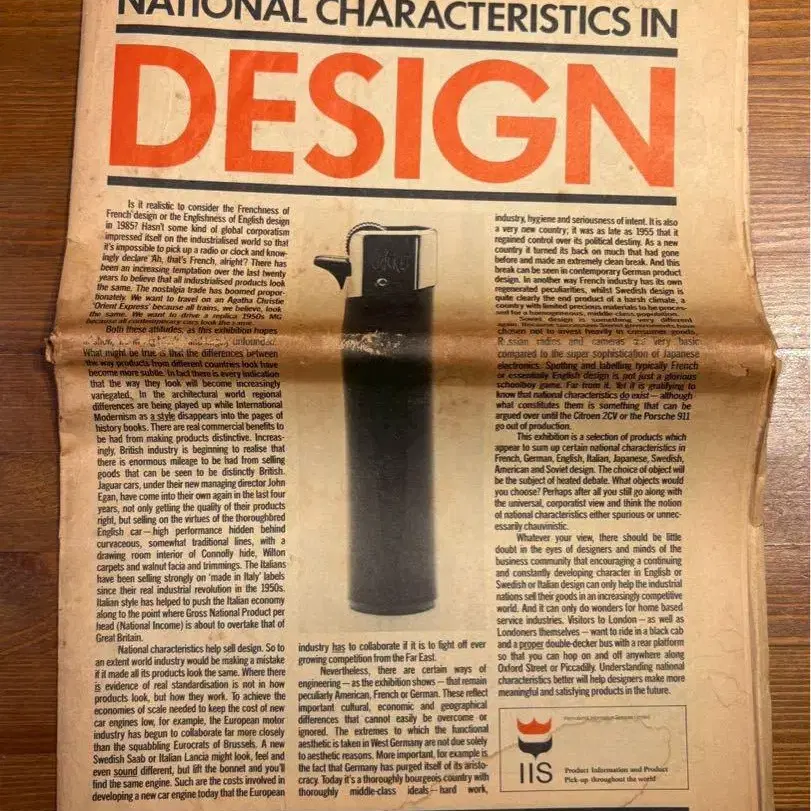 NATIONAL CHARACTERISTICS IN
DESIGN
Is it realistic to consider the Frenchness of
French design or the Englishness of English design
in 1985? Hasn't some kind of global corporatism
impressed itself on the industrialised world so that
it's impossible to pick up a radio or clock and know-
ingly declare 'Ah, that's French, alright'? There has
been an increasing temptation over the last twenty
years to believe that all industrialised products look
the same. The nostalgia trade has boomed propor-
tionately. We want to travel on an Agatha Christie
'Orient Express' because all trains, we believe, look
the same. We want to drive a replica 1950s MG
because all contemporary cars look the same.
Both these attitudes, as this exhibition hopes
unfounded.
What might be true is that the differences between
the way products from different countries look have
become more subtle. In fact there is every indication
that the way they look will become increasingly
variegated. In the architectural world regional
differences are being played up while International
Modernism as a style disappears into the pages of
history books. There are real commercial benefits to
be had from making products distinctive. Increas-
ingly, British industry is beginning to realise that
there is enormous mileage to be had from selling
goods that can be seen to be distinctly British.
Jaguar cars, under their new managing director John
Egan, have come into their own again in the last four
years, not only getting the quality of their products
right, but selling on the virtues of the thoroughbred
English car—high performance hidden behind
curvaceous, somewhat traditional lines, with a
drawing room interior of Connolly hide, Wilton
carpets and walnut facia and trimmings. The Italians
have been selling strongly on 'made in Italy' labels
since their real industrial revolution in the 1950s.
Italian style has helped to push the Italian economy
along to the point where Gross National Product per
head (National Income) is about to overtake that of
Great Britain.
National characteristics help sell design. So to
an extent world industry would be making a mistake
if it made all its products look the same. Where there
is evidence of real standardisation is not in how
products look, but how they work. To achieve the
economies of scale needed to keep the cost of new
car engines low, for example, the European motor
industry has begun to collaborate far more closely
than the squabbling Eurocrats of Brussels. A new
Swedish Saab or Italian Lancia might look, feel and
even sound different, but lift the bonnet and you'll
find the same engine. Such are the costs involved in
developing a new car engine today that the European
industry has to collaborate if it is to fight off ever
growing competition from the Far East.
Nevertheless, there are certain ways of
engineering—as the exhibition shows—that remain
peculiarly American, French or German. These reflect
important cultural, economic and geographical
differences that cannot easily be overcome or
ignored. The extremes to which the functional
aesthetic is taken in West Germany are not due solely
to aesthetic reasons. More important, for example is
the fact that Germany has purged itself of its aristo-
cracy. Today it's a thoroughly bourgeois country with
thoroughly middle-class ideals—hard work,
industry, hygiene and seriousness of intent. It is also
a very new country; it was as late as 1955 that it
regained control over its political destiny. As a new
country it turned its back on much that had gone
before and made an extremely clean break. And this
break can be seen in contemporary German product
design. In another way French industry has its own
regenerated peculiarities, whilst Swedish design is
quite clearly the end product of a harsh climate, a
country with limited precious materials to be proces-
sed for a homogeneous, middle class population.
Soviet design is something very different
again. Because successive Soviet governments have
chosen not to invest heavily in consumer goods,
Russian radios and cameras are very basic
compared to the super sophistication of Japanese
electronics. Spotting and labelling typically French
or essentially English design is not just a glorious
schoolboy game. Far from it. Yet it is gratifying to
know that national characteristics do exist—although
what constitutes them is something that can be
argued over until the Citroen 2CV or the Porsche 911
go out of production.
This exhibition is a selection of products which
appear to sum up certain national characteristics in
French, German, English, Italian, Japanese, Swedish,
American and Soviet design. The choice of object will
be the subject of heated debate. What objects would
you choose? Perhaps after all you still go along with
the universal, corporatist view and think the notion
of national characteristics either spurious or unnec-
essarily chauvinistic.
Whatever your view, there should be little
doubt in the eyes of designers and minds of the
business community that encouraging a continuing
and constantly developing character in English or
Swedish or Italian design can only help the industrial
nations sell their goods in an increasingly competitive
world. And it can only do wonders for home based
service industries. Visitors to London—as well as
Londoners themselves—want to ride in a black cab
and a proper double-decker bus with a rear platform
so that you can hop on and off anywhere along
Oxford Street or Piccadilly. Understanding national
characteristics better will help designers make more
meaningful and satisfying products in the future.
International Information Services Limited
IIS
Product Information and Product
Pick-up throughout the world